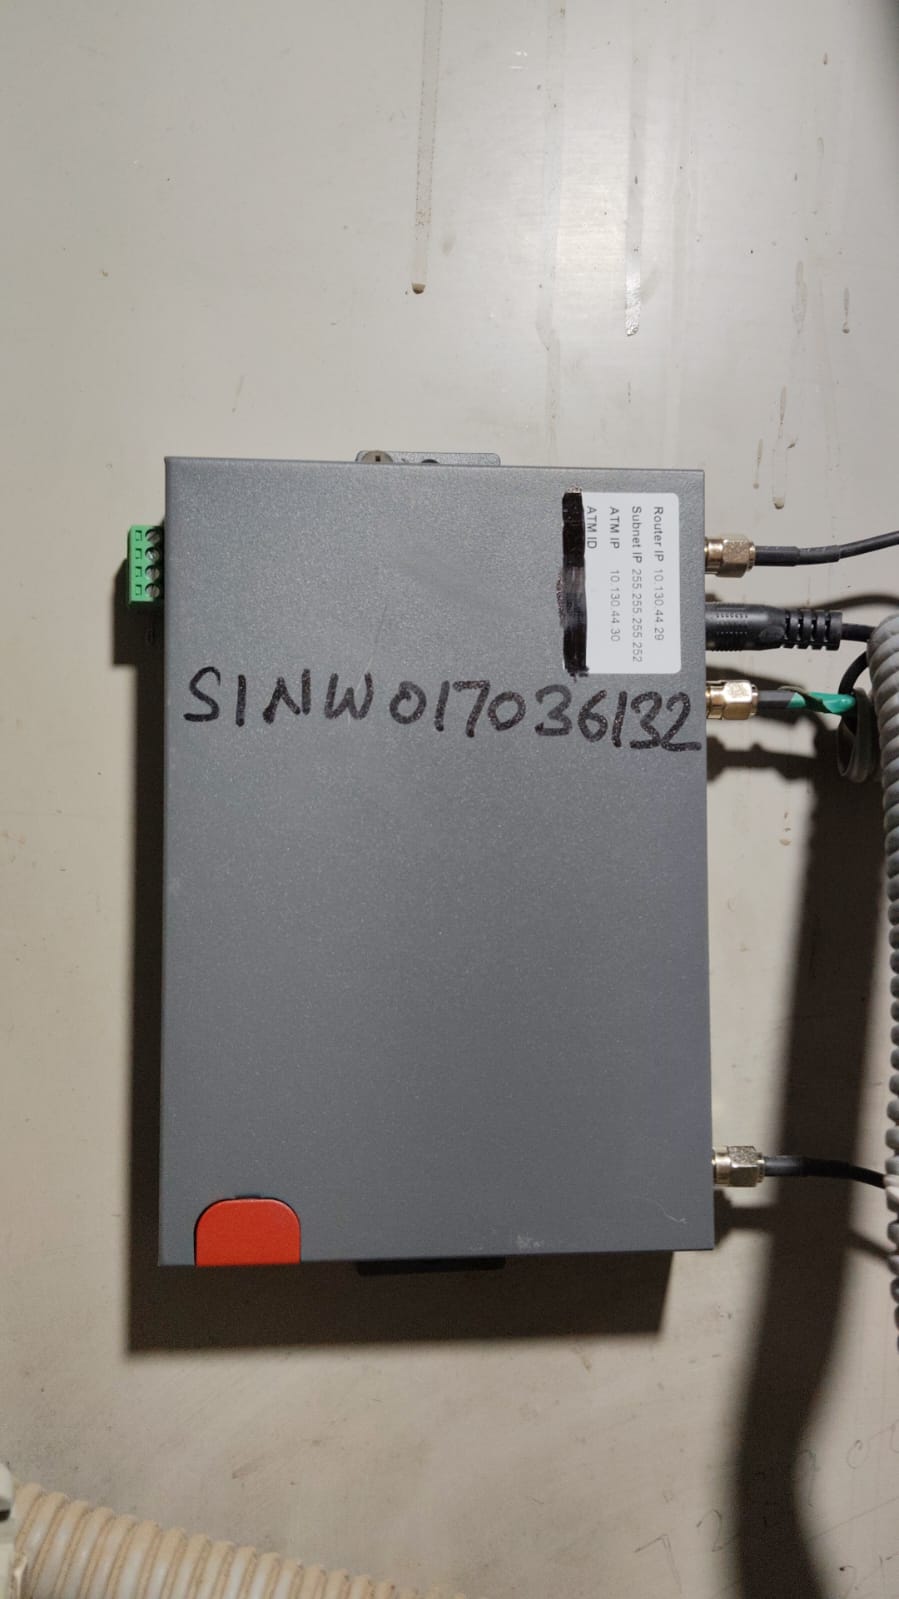 Router IP 10.130.44.29
Subnet IP 255.255.255.252
ATM IP 10.130.44.30
ATM ID
S1NW017036132